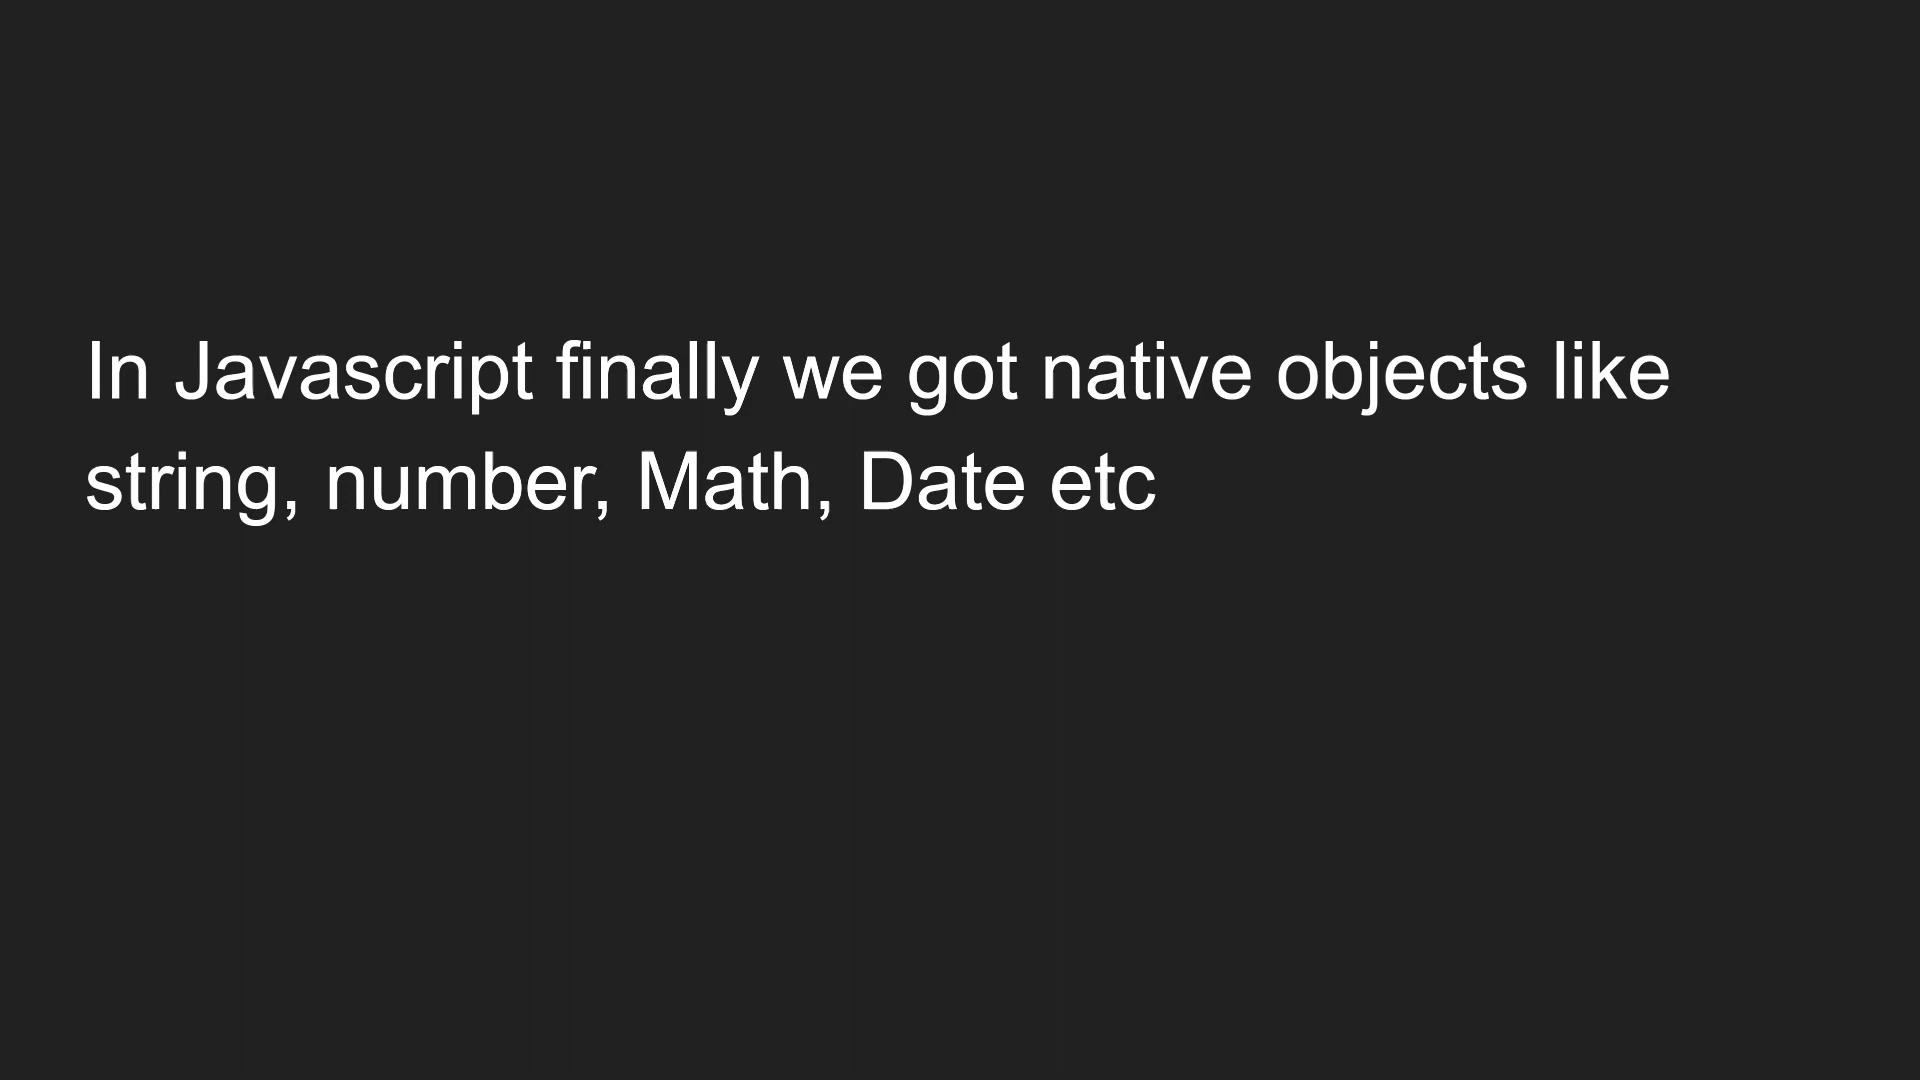 In Javascript finally we got native objects like
string, number, Math, Date etc